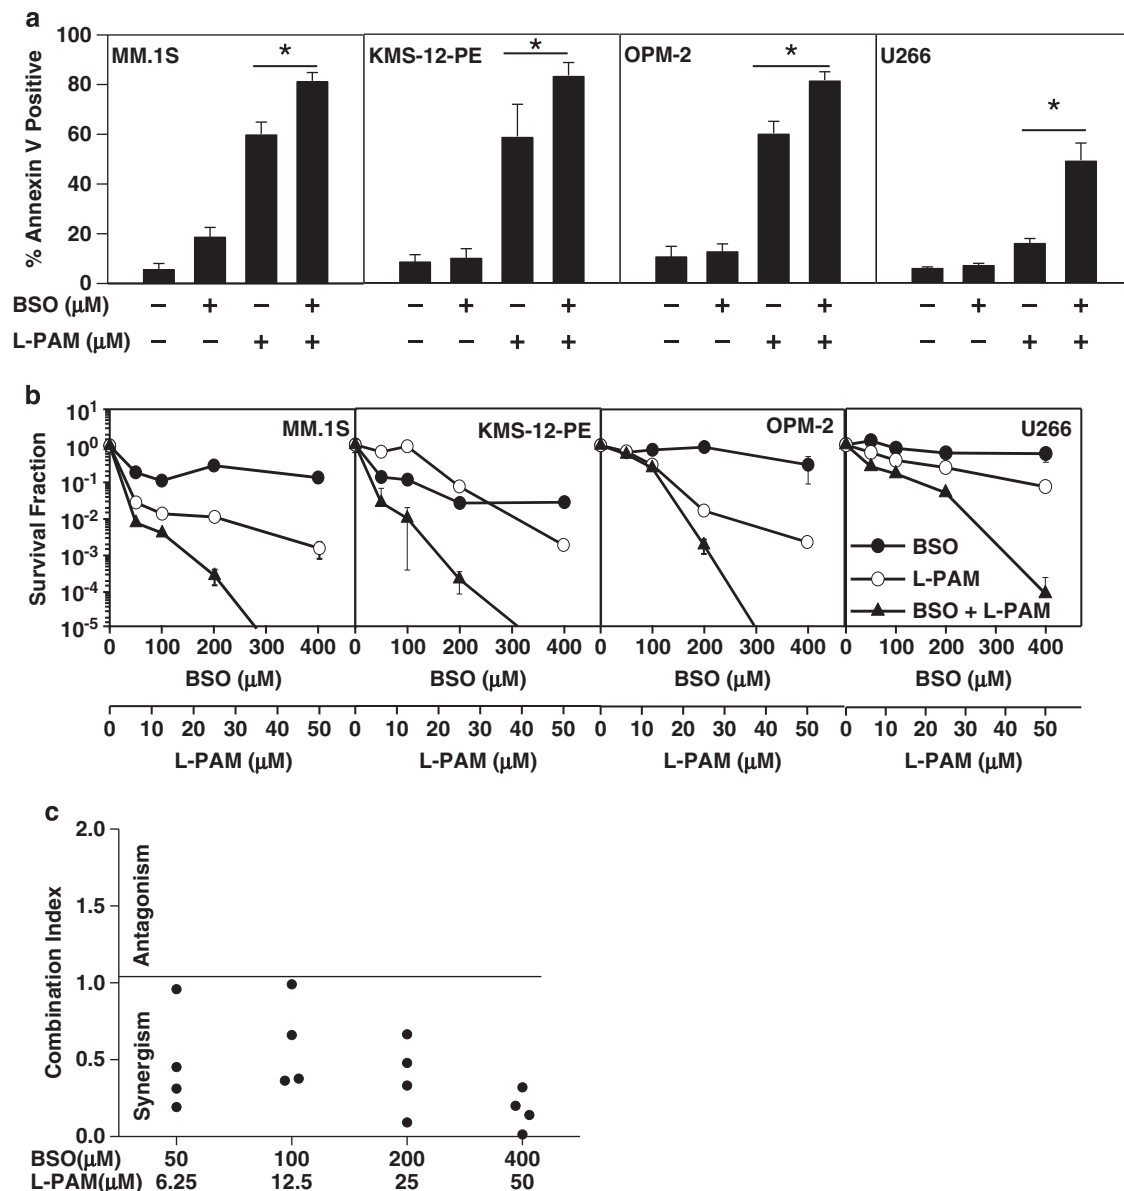 a
% Annexin V Positive
100
80
60
40
20
0
MM.1S
*
KMS-12-PE
*
OPM-2
*
U266
*
BSO (μM) − + − + − + − + − + − + − + − +
L-PAM (μM) − − + + − − + + − − + + − − + +
b
Survival Fraction
10¹
10⁰
10⁻¹
10⁻²
10⁻³
10⁻⁴
10⁻⁵
MM.1S
KMS-12-PE
OPM-2
U266
BSO
L-PAM
BSO + L-PAM
0 100 200 300 400 0 100 200 300 400 0 100 200 300 400 0 100 200 300 400
BSO (μM) BSO (μM) BSO (μM) BSO (μM)
0 10 20 30 40 50 0 10 20 30 40 50 0 10 20 30 40 50 0 10 20 30 40 50
L-PAM (μM) L-PAM (μM) L-PAM (μM) L-PAM (μM)
c
Combination Index
2.0
1.5
1.0
0.5
0.0
Antagonism
Synergism
BSO(μM) 50 100 200 400
L-PAM(μM) 6.25 12.5 25 50